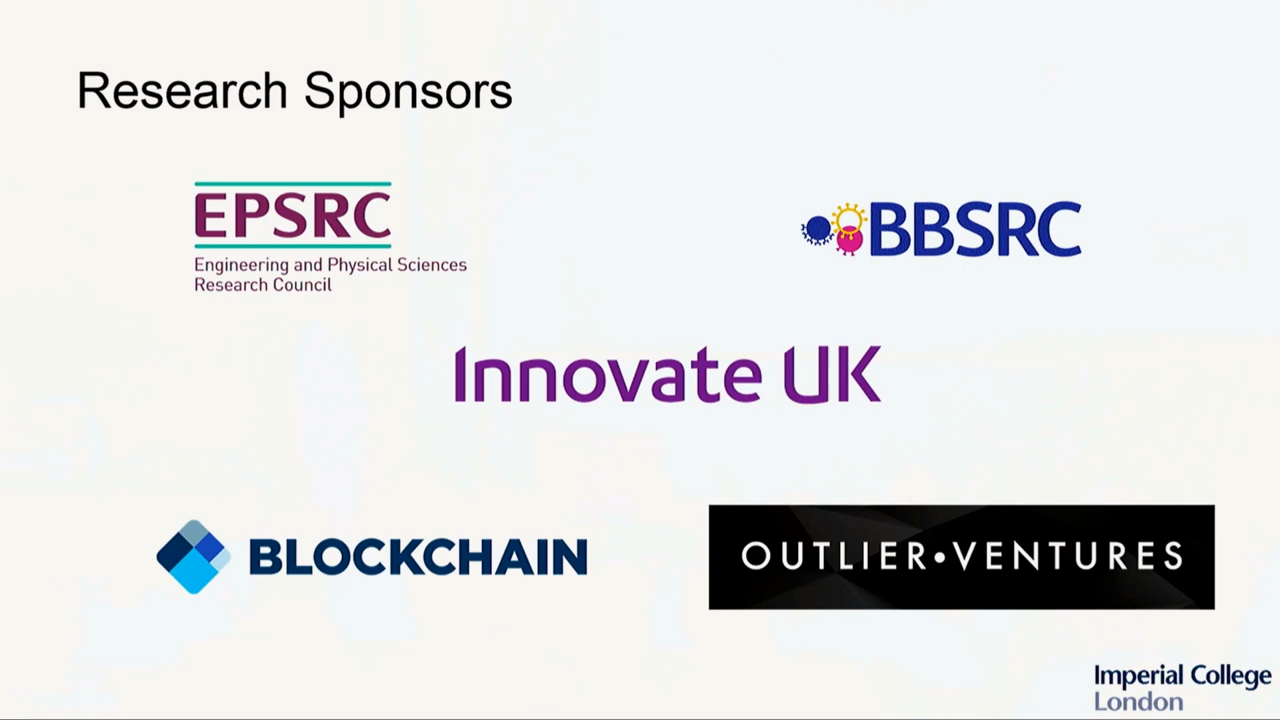 Research Sponsors
EPSRC
Engineering and Physical Sciences
Research Council
BBSRC
Innovate UK
BLOCKCHAIN
OUTLIER•VENTURES
Imperial College
London